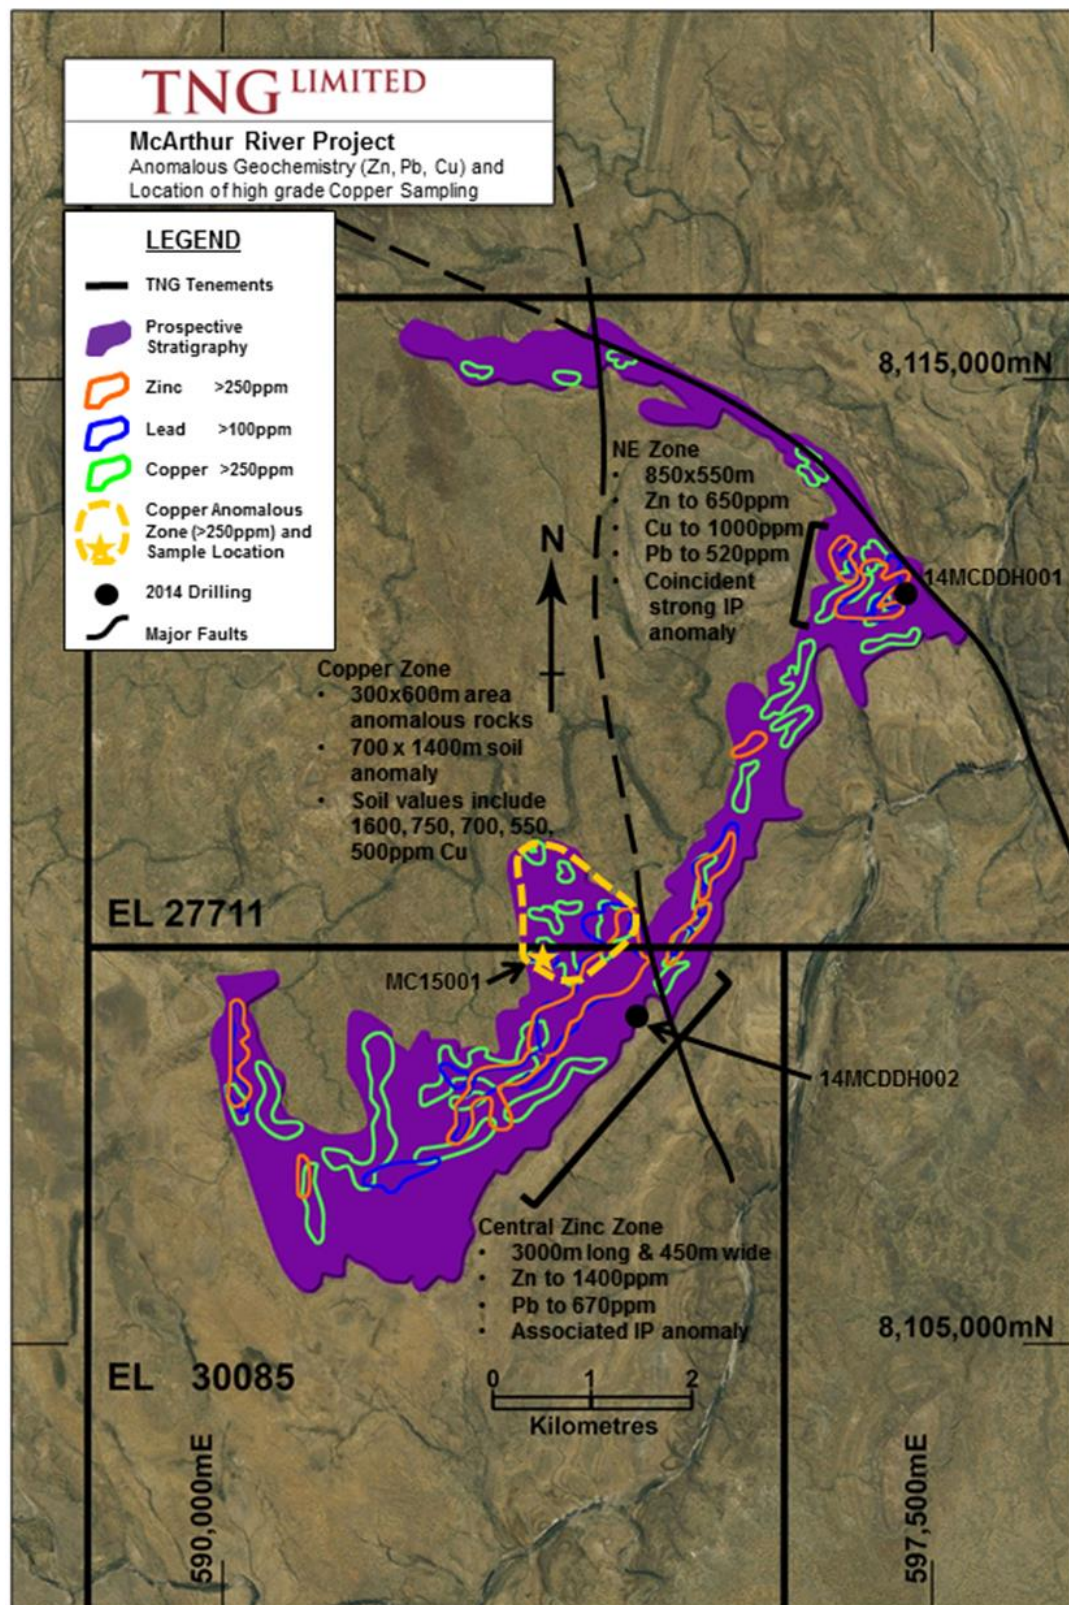 TNG LIMITED
McArthur River Project
Anomalous Geochemistry (Zn, Pb, Cu) and
Location of high grade Copper Sampling
LEGEND
TNG Tenements
Prospective
Stratigraphy
Zinc >250ppm
Lead >100ppm
Copper >250ppm
Copper Anomalous
Zone (>250ppm) and
Sample Location
2014 Drilling
Major Faults
8,115,000mN
NE Zone
• 850x550m
• Zn to 650ppm
• Cu to 1000ppm
• Pb to 520ppm
• Coincident
strong IP
anomaly
N
14MCDDH001
Copper Zone
• 300x600m area
anomalous rocks
• 700 x 1400m soil
anomaly
• Soil values include
1600, 750, 700, 550,
500ppm Cu
EL 27711
MC15001
14MCDDH002
Central Zinc Zone
• 3000m long & 450m wide
• Zn to 1400ppm
• Pb to 670ppm
• Associated IP anomaly
8,105,000mN
EL 30085
0 1 2
Kilometres
590,000mE
597,500mE